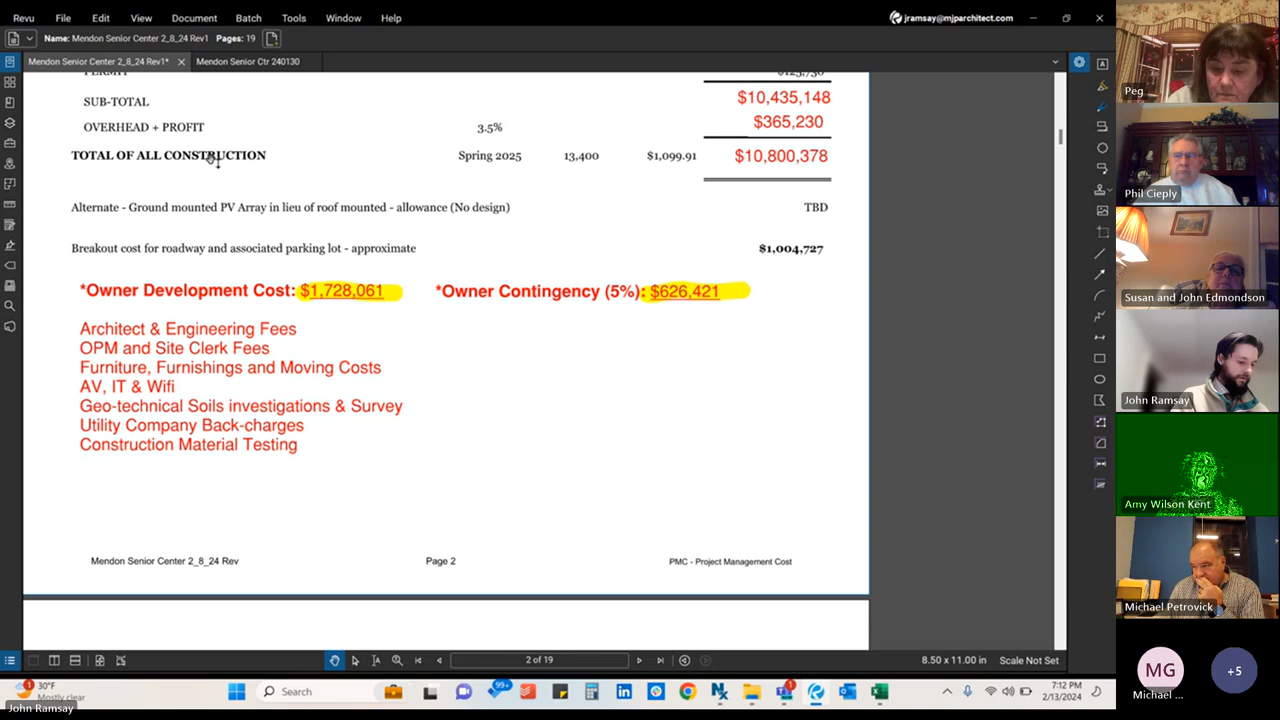 Revu File Edit View Document Batch Tools Window Help jramsay@mjparchitect.com
Name: Mendon Senior Center 2_8_24 Rev1 Pages: 19
Mendon Senior Center 2_8_24 Rev1* Mendon Senior Ctr 240130
PERMIT $125,736
SUB-TOTAL $10,435,148
OVERHEAD + PROFIT 3.5% $365,230
TOTAL OF ALL CONSTRUCTION Spring 2025 13,400 $1,099.91 $10,800,378
Alternate - Ground mounted PV Array in lieu of roof mounted - allowance (No design) TBD
Breakout cost for roadway and associated parking lot - approximate $1,004,727
*Owner Development Cost: $1,728,061 *Owner Contingency (5%): $626,421
Architect & Engineering Fees
OPM and Site Clerk Fees
Furniture, Furnishings and Moving Costs
AV, IT & Wifi
Geo-technical Soils investigations & Survey
Utility Company Back-charges
Construction Material Testing
Mendon Senior Center 2_8_24 Rev Page 2 PMC - Project Management Cost
2 of 19 8.50 x 11.00 in Scale Not Set
1 30°F
Mostly clear
Search
99+
1
7:12 PM
2/13/2024
John Ramsay
Peg
Phil Cieply
Susan and John Edmondson
John Ramsay
Amy Wilson Kent
Michael Petrovick
MG
Michael ...
+5